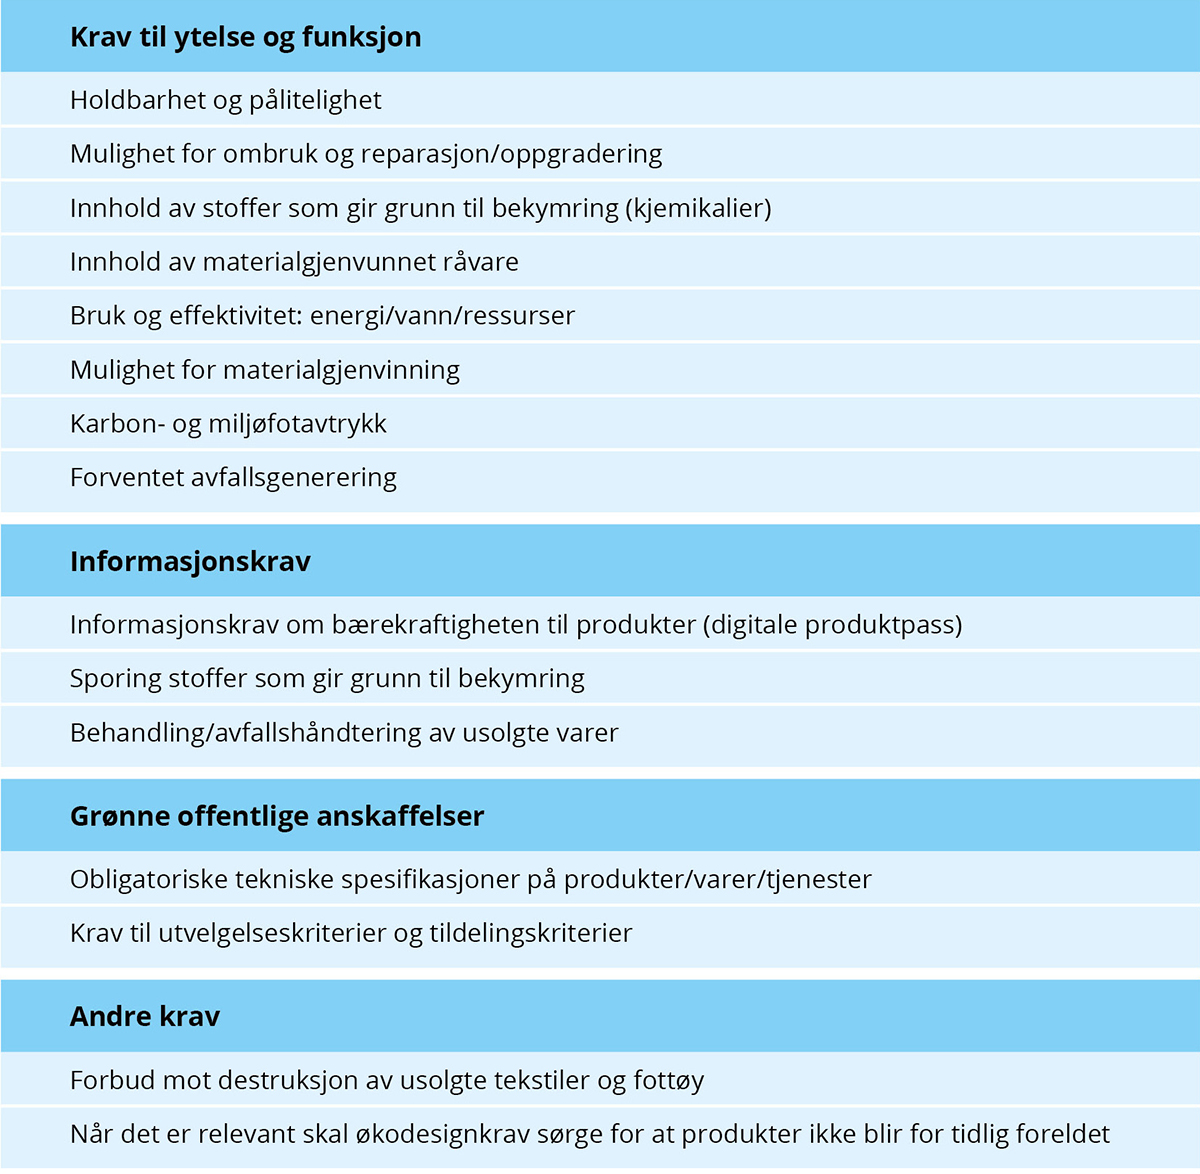 Krav til ytelse og funksjon
Holdbarhet og pålitelighet
Mulighet for ombruk og reparasjon/oppgradering
Innhold av stoffer som gir grunn til bekymring (kjemikalier)
Innhold av materialgjenvunnet råvare
Bruk og effektivitet: energi/vann/ressurser
Mulighet for materialgjenvinning
Karbon- og miljøfotavtrykk
Forventet avfallsgenerering
Informasjonskrav
Informasjonskrav om bærekraftigheten til produkter (digitale produktpass)
Sporing stoffer som gir grunn til bekymring
Behandling/avfallshåndtering av usolgte varer
Grønne offentlige anskaffelser
Obligatoriske tekniske spesifikasjoner på produkter/varer/tjenester
Krav til utvelgelseskriterier og tildelingskriterier
Andre krav
Forbud mot destruksjon av usolgte tekstiler og fottøy
Når det er relevant skal økodesignkrav sørge for at produkter ikke blir for tidlig foreldet